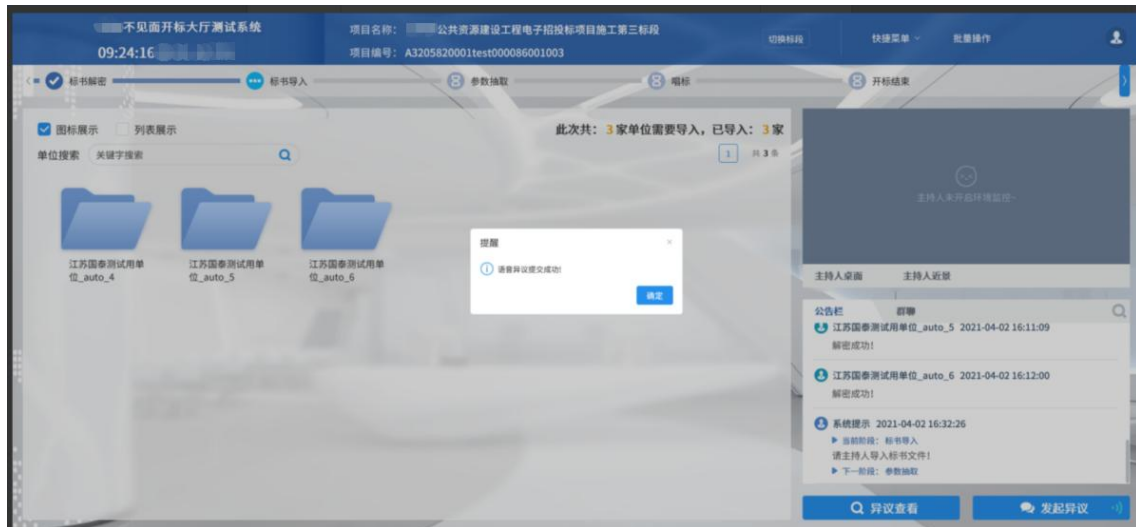 不见面开标大厅测试系统
09:24:16
项目名称： 公共资源建设工程电子招投标项目施工第三标段
项目编号： A3205820001test000086001003
切换标段
快捷菜单
批量操作
标书解密
标书导入
参数抽取
唱标
开标结束
图标展示 列表展示
此次共： 3 家单位需要导入，已导入： 3 家
单位搜索 关键字搜索
1 共 3 条
江苏国泰测试用单
位_auto_4
江苏国泰测试用单
位_auto_5
江苏国泰测试用单
位_auto_6
提醒
语音异议提交成功!
确定
主持人未开启环境监控~
主持人桌面 主持人近景
公告栏 群聊
江苏国泰测试用单位_auto_5 2021-04-02 16:11:09
解密成功!
江苏国泰测试用单位_auto_6 2021-04-02 16:12:00
解密成功!
系统提示 2021-04-02 16:32:26
当前阶段：标书导入
请主持人导入标书文件!
下一阶段：参数抽取
异议查看
发起异议